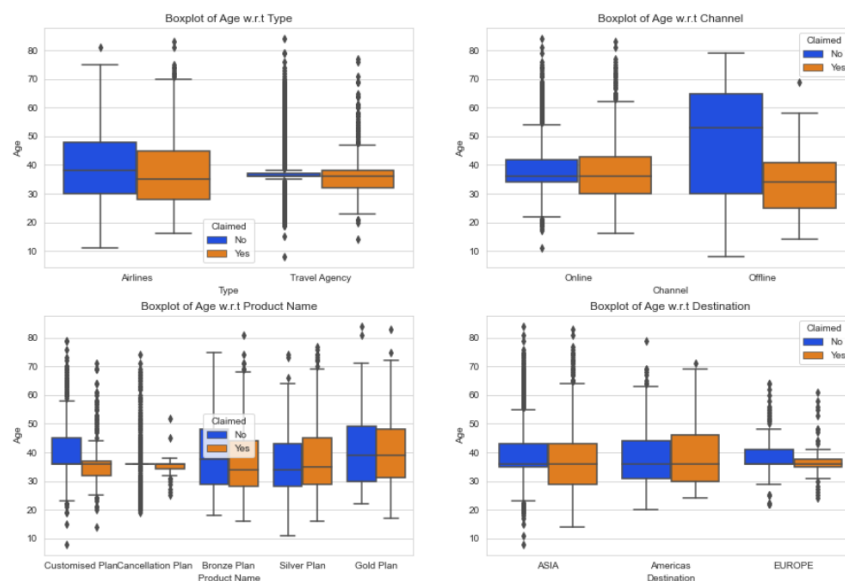 Boxplot of Age w.r.t Type
80
70
60
50
40
30
20
10
Age
Claimed
No
Yes
Airlines
Travel Agency
Type
Boxplot of Age w.r.t Channel
80
70
60
50
40
30
20
10
Age
Claimed
No
Yes
Online
Offline
Channel
Boxplot of Age w.r.t Product Name
80
70
60
50
40
30
20
10
Age
Claimed
No
Yes
Customised Plan Cancellation Plan Bronze Plan Silver Plan Gold Plan
Product Name
Boxplot of Age w.r.t Destination
80
70
60
50
40
30
20
10
Age
Claimed
No
Yes
ASIA
Americas
EUROPE
Destination